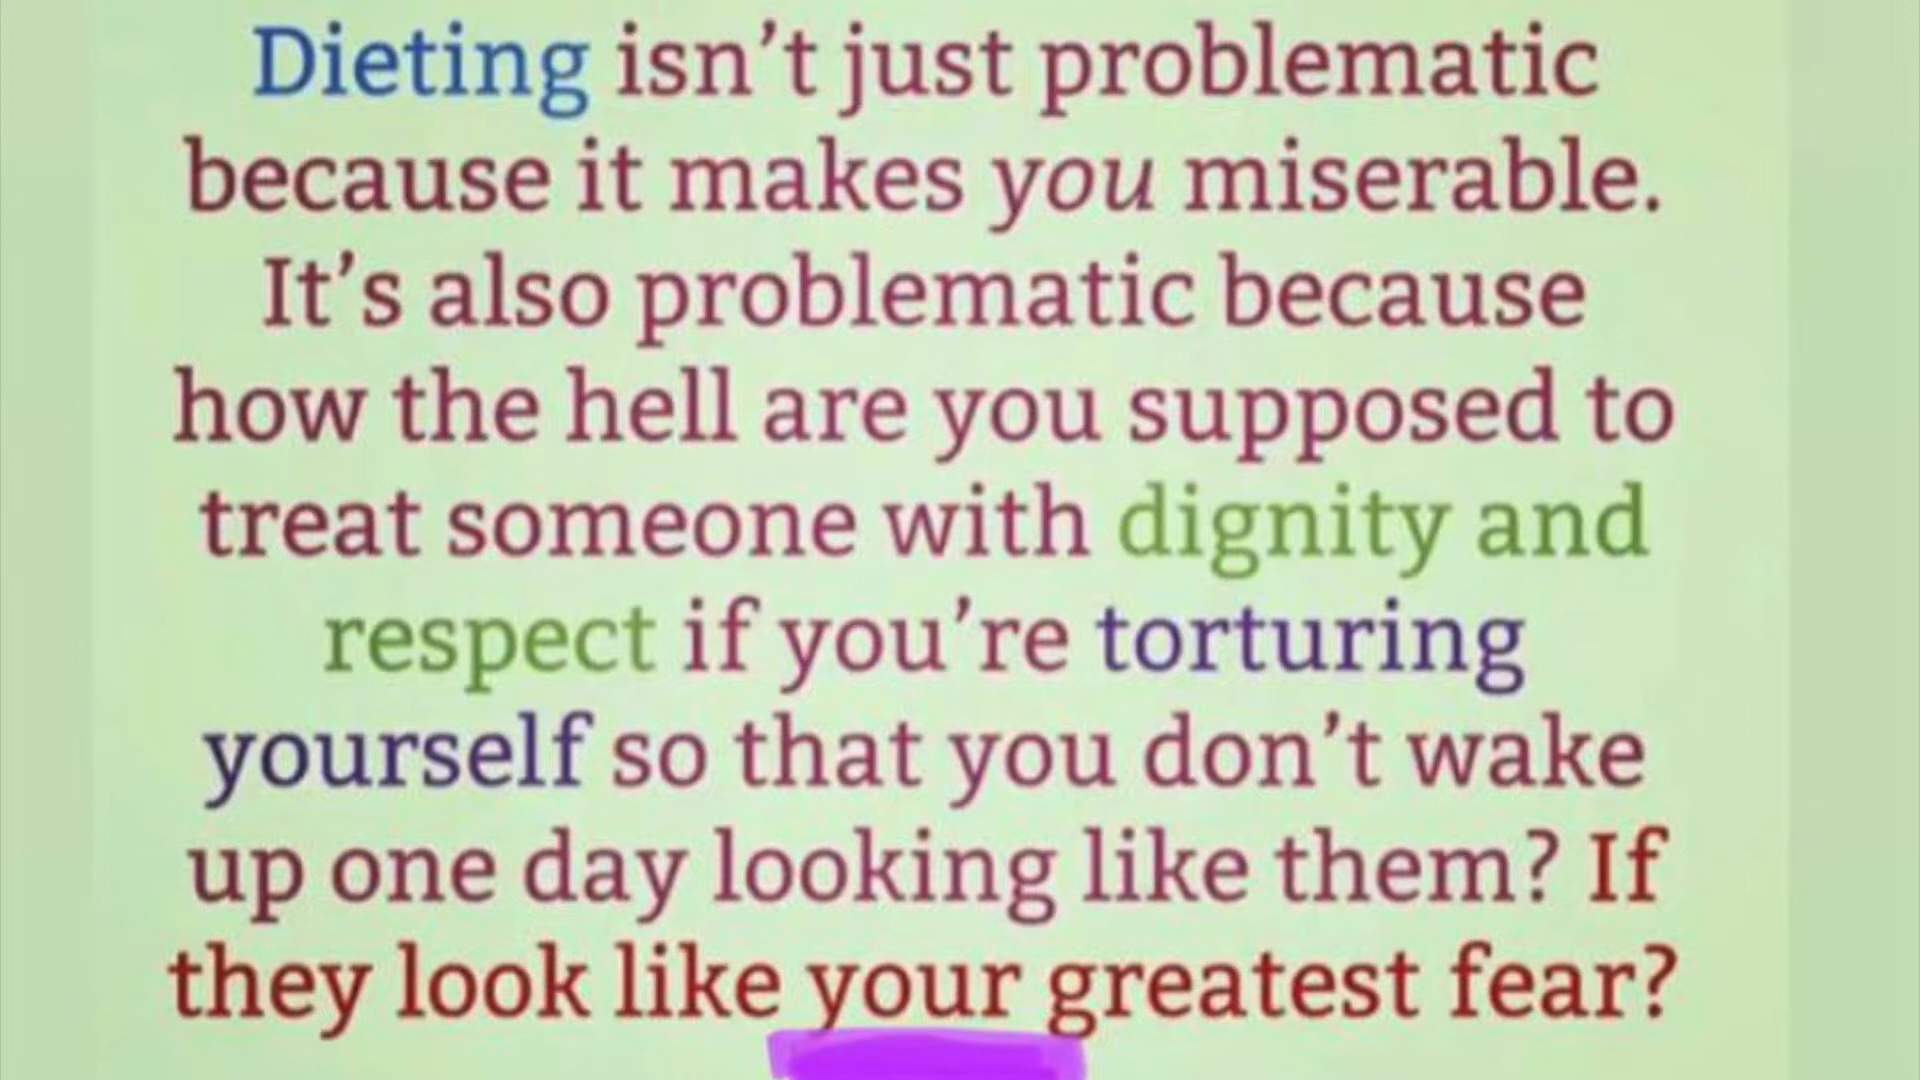 Dieting isn’t just problematic
because it makes you miserable.
It’s also problematic because
how the hell are you supposed to
treat someone with dignity and
respect if you’re torturing
yourself so that you don’t wake
up one day looking like them? If
they look like your greatest fear?